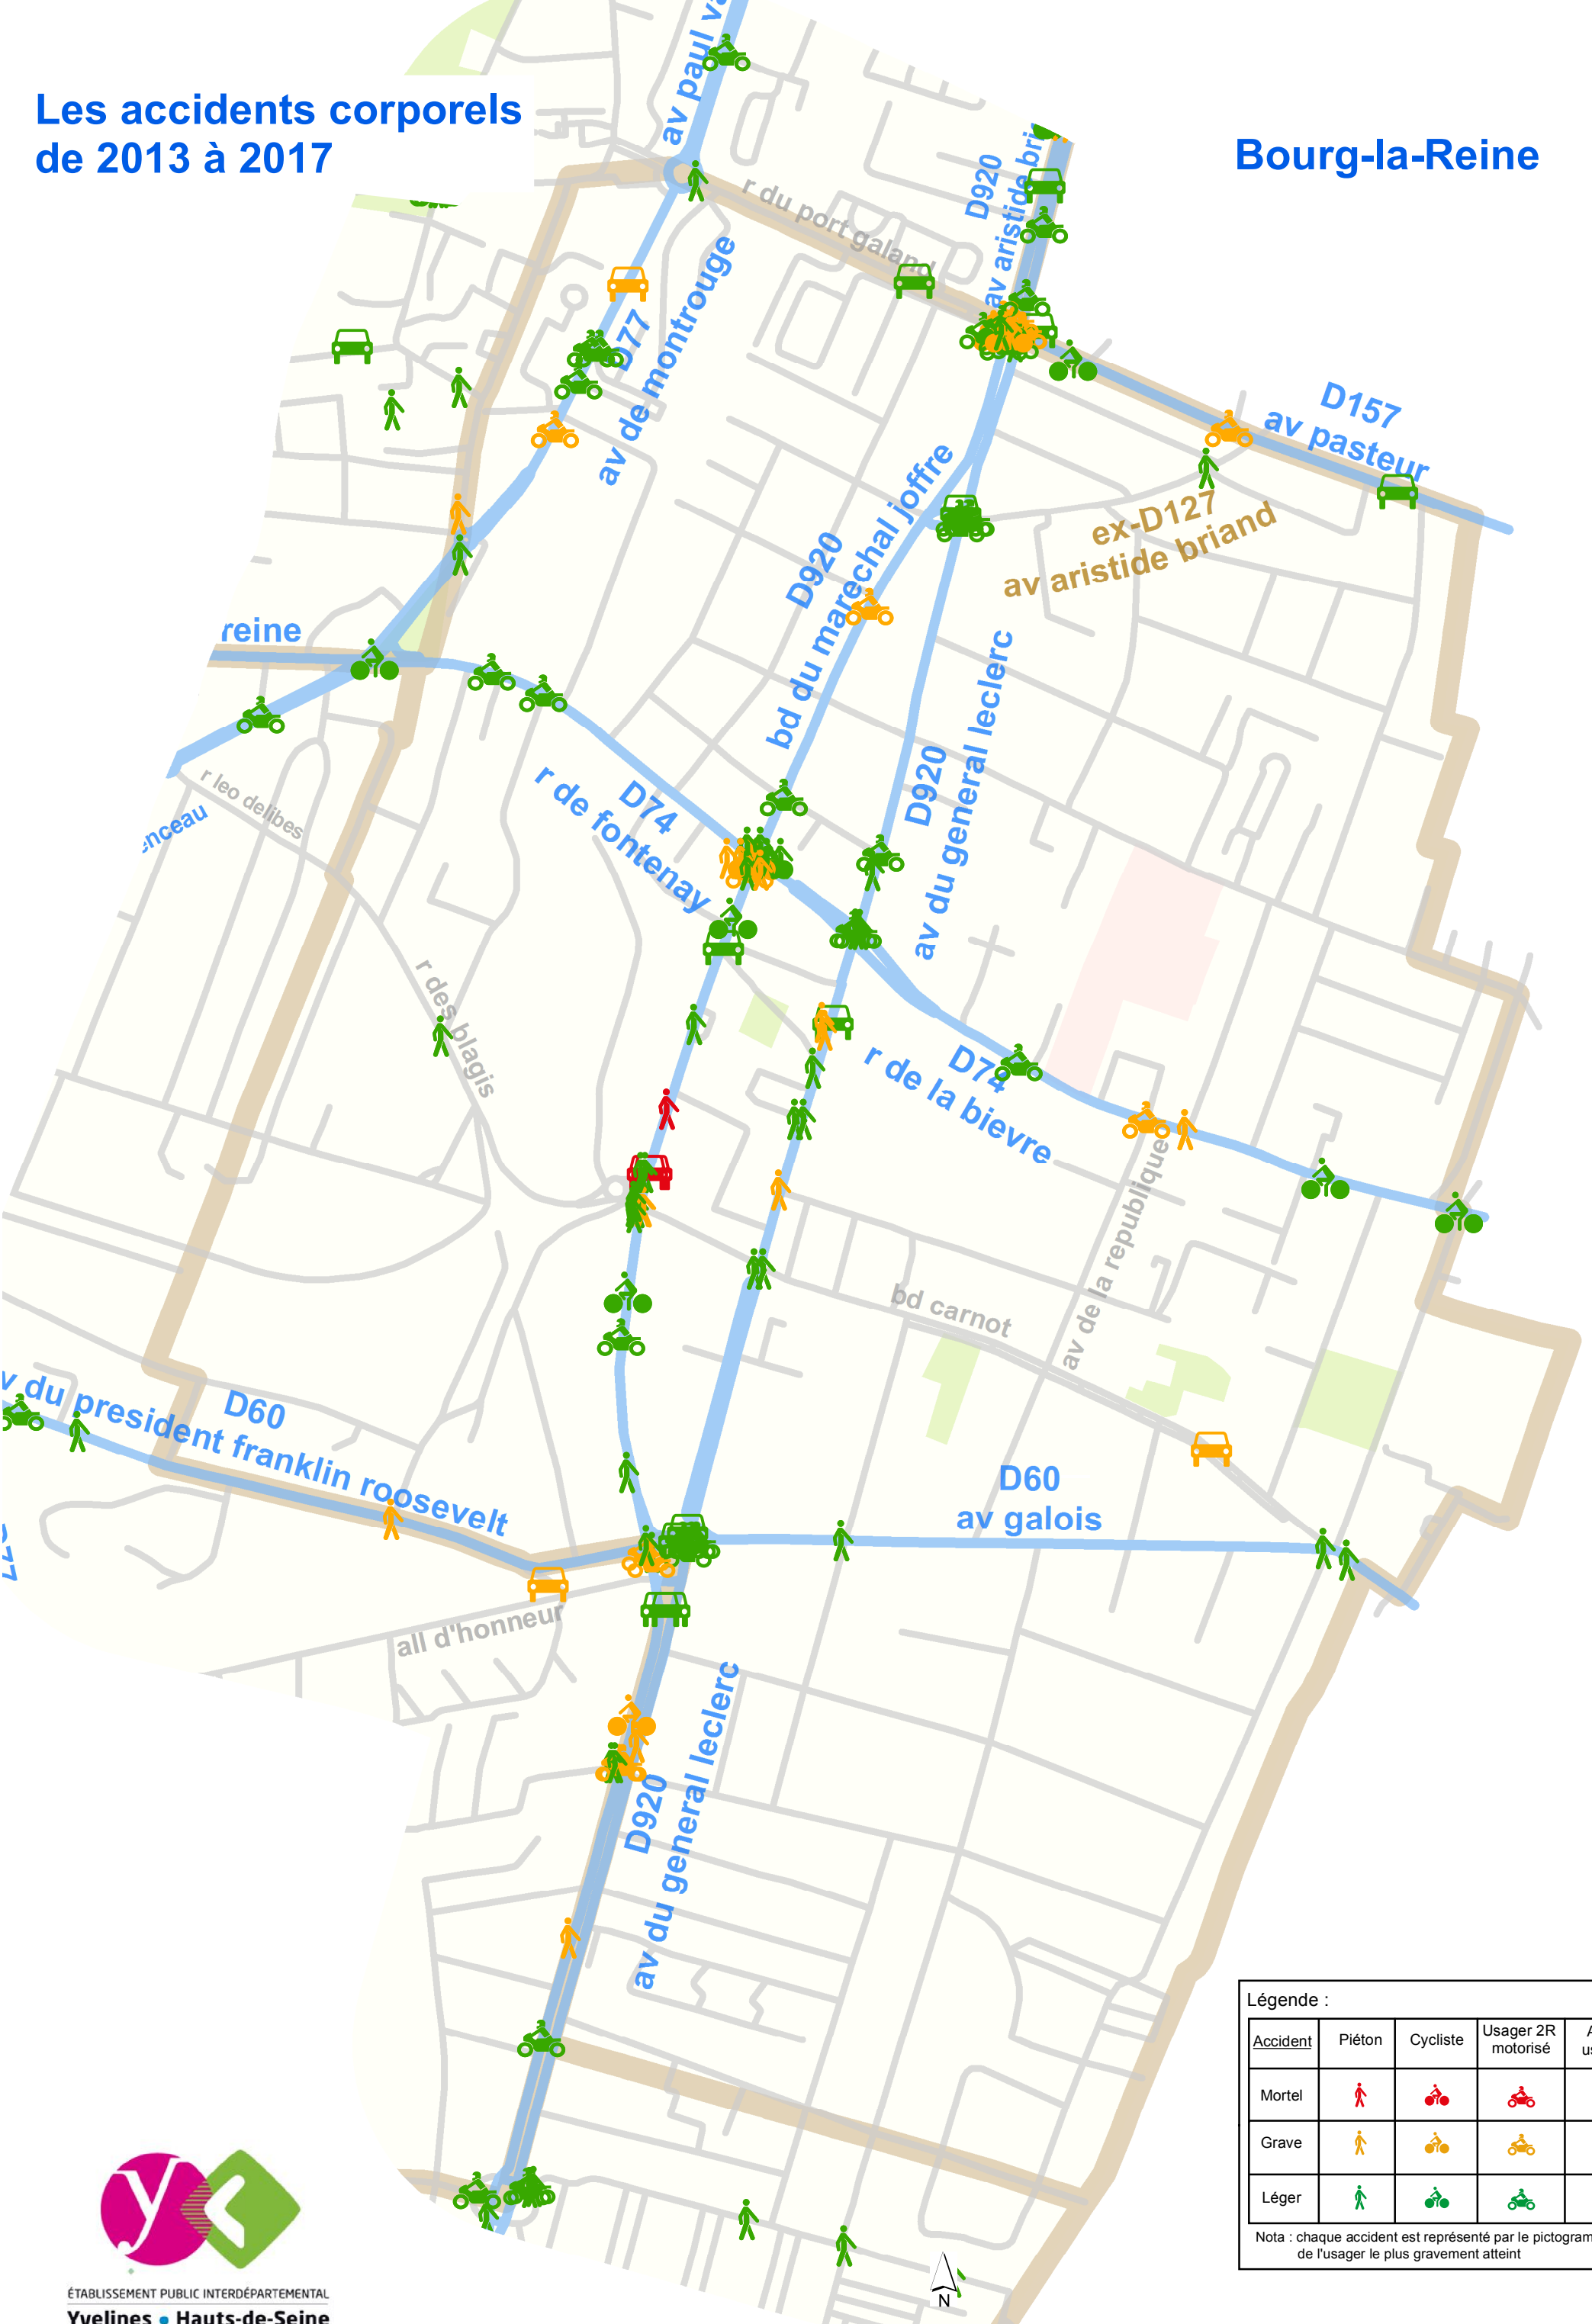 Les accidents corporels
de 2013 à 2017
Bourg-la-Reine
av paul
r du port galand
D920
av aristide
D77
av de montrouge
D157
av pasteur
ex-D127
av aristide briand
D920
bd du marechal joffre
reine
D920
av du general leclerc
r leo delibes
enceau
D74
r de fontenay
r des blagis
D74
r de la bievre
av de la republique
bd carnot
D60
v du president franklin roosevelt
D60
av galois
all d'honneur
D920
av du general leclerc
Légende :
Accident
Piéton
Cycliste
Usager 2R
motorisé
Mortel
Grave
Léger
Nota : chaque accident est représenté par le pictogram
de l'usager le plus gravement atteint
N
ÉTABLISSEMENT PUBLIC INTERDÉPARTEMENTAL
Yvelines • Hauts-de-Seine